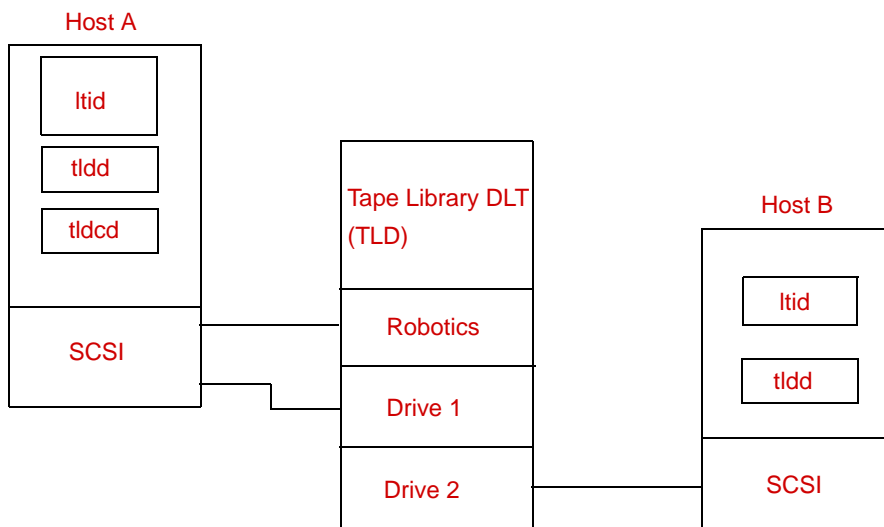 Host A
ltid
tldd
tldcd
SCSI
Tape Library DLT
(TLD)
Robotics
Drive 1
Drive 2
Host B
ltid
tldd
SCSI